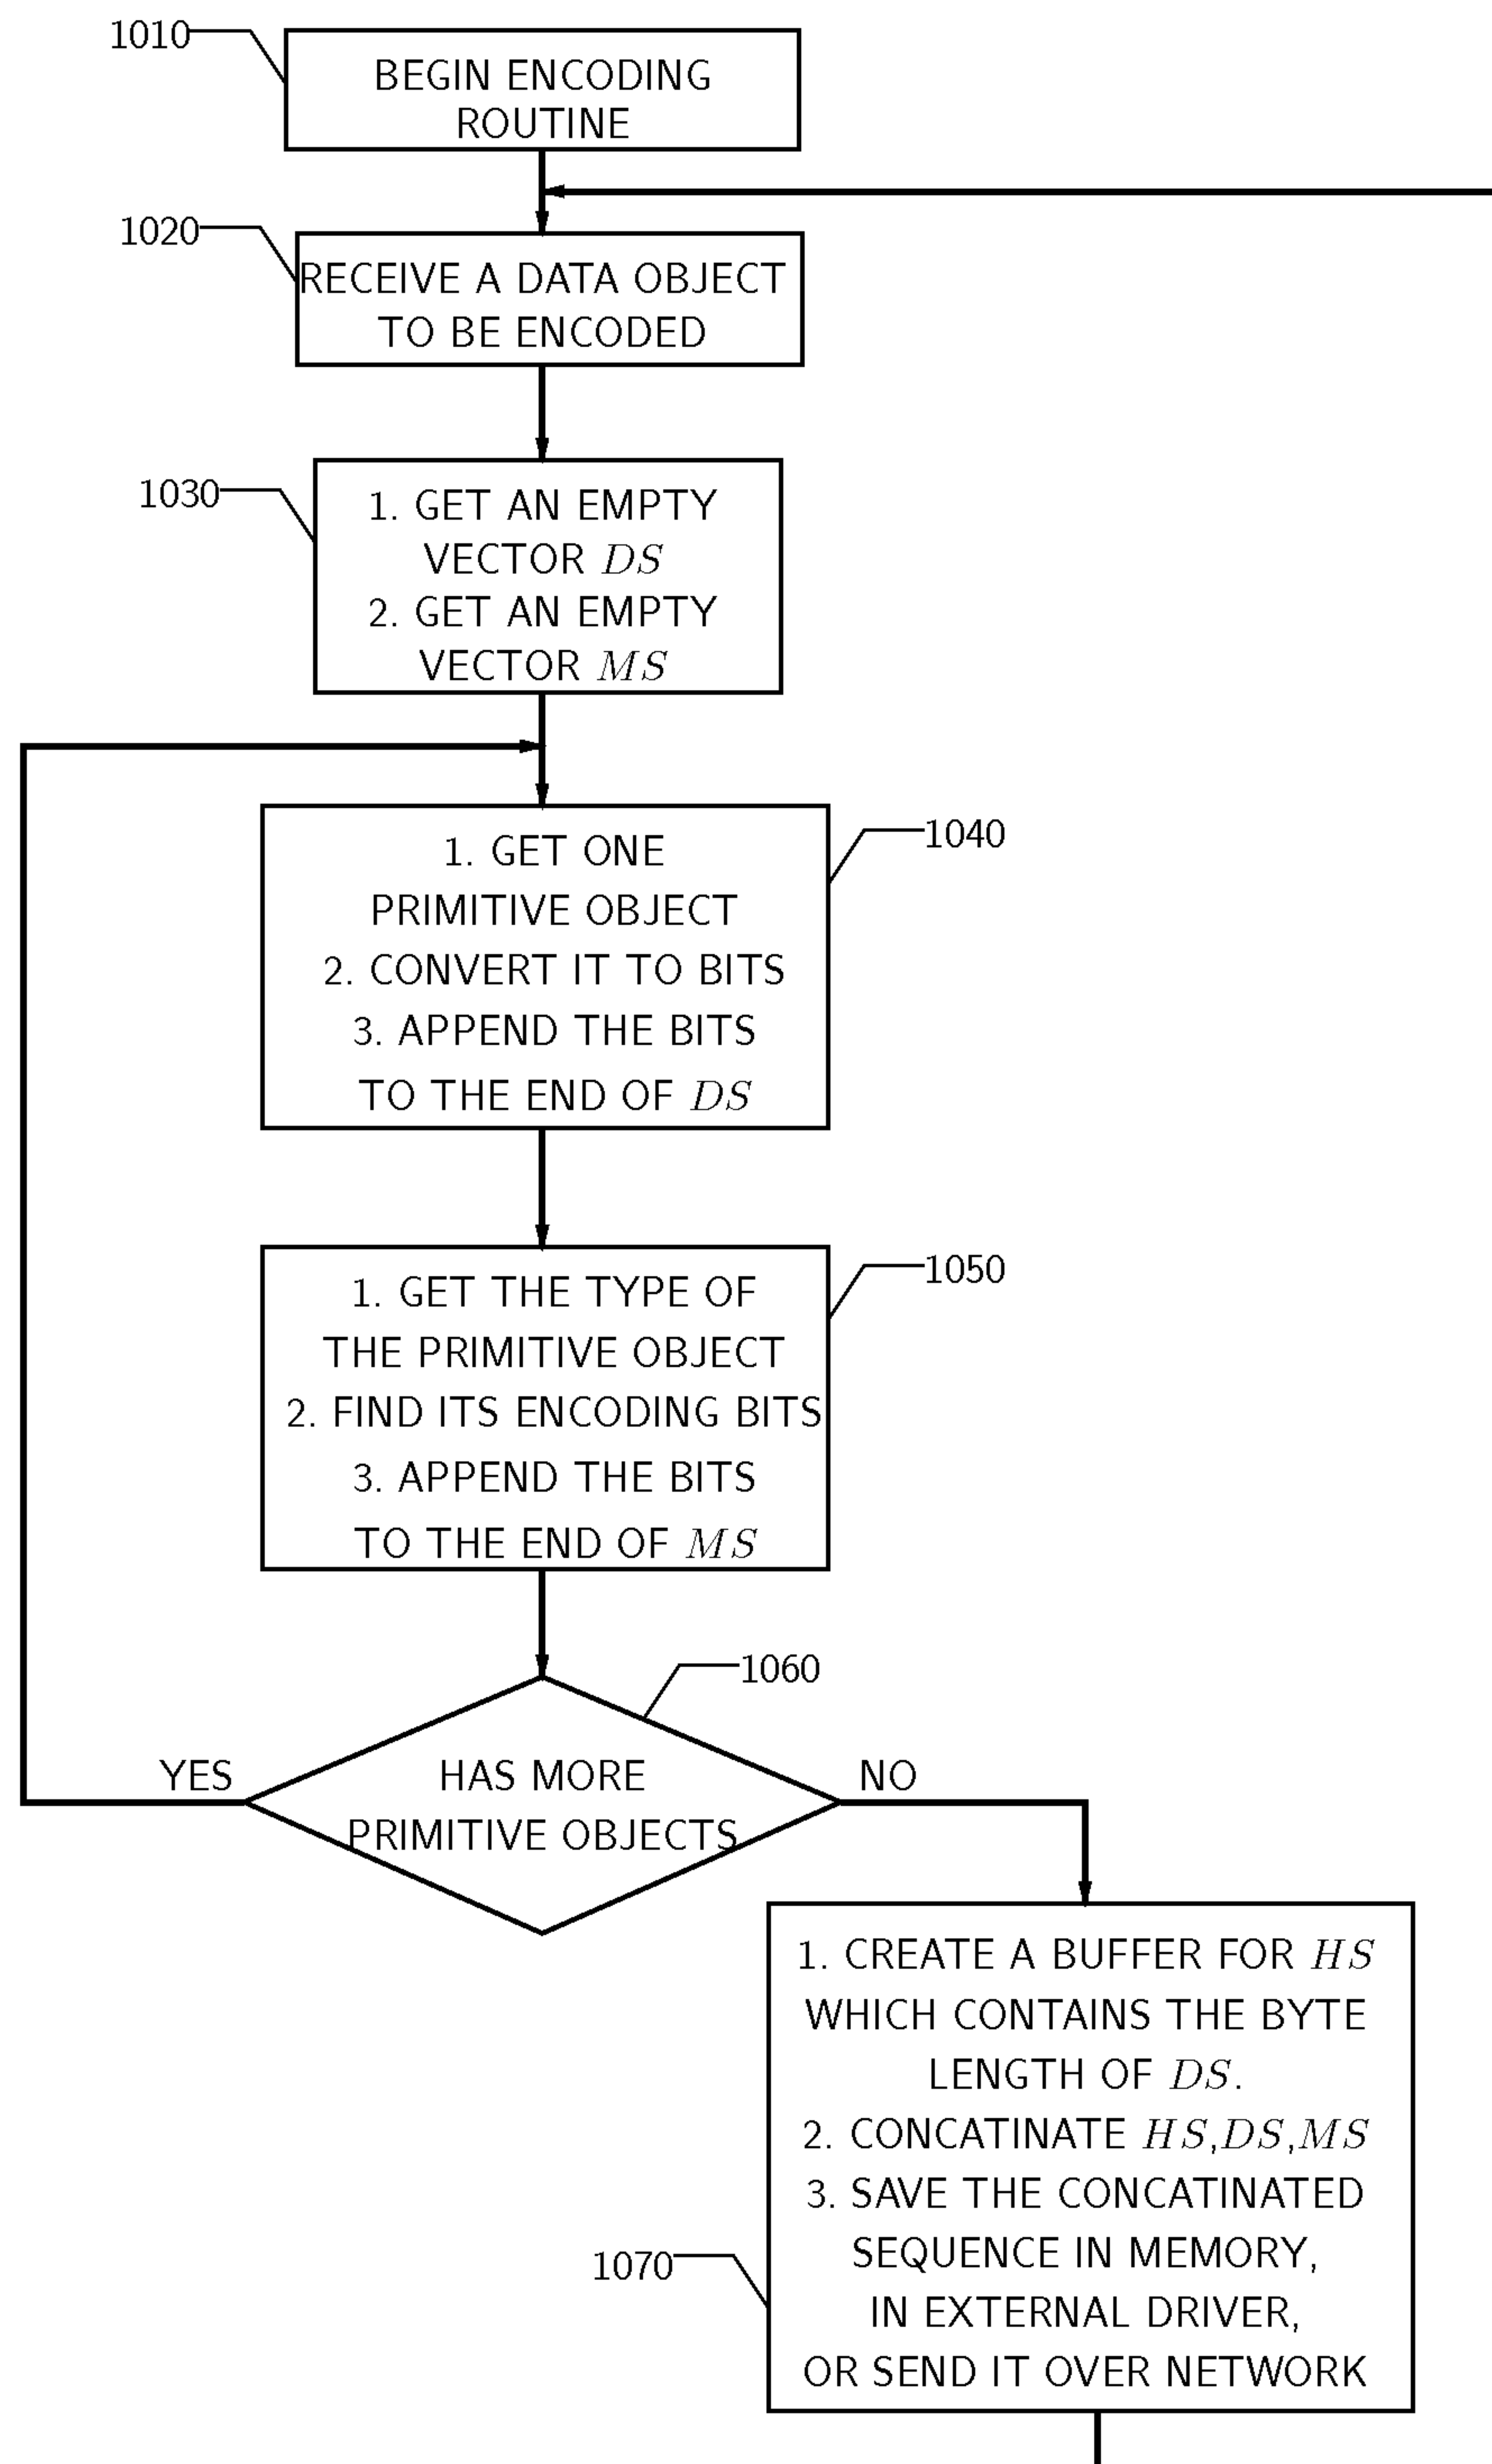 1010
BEGIN ENCODING
ROUTINE
1020
RECEIVE A DATA OBJECT
TO BE ENCODED
1030
1. GET AN EMPTY
VECTOR DS
2. GET AN EMPTY
VECTOR MS
1040
1. GET ONE
PRIMITIVE OBJECT
2. CONVERT IT TO BITS
3. APPEND THE BITS
TO THE END OF DS
1050
1. GET THE TYPE OF
THE PRIMITIVE OBJECT
2. FIND ITS ENCODING BITS
3. APPEND THE BITS
TO THE END OF MS
1060
YES
HAS MORE
PRIMITIVE OBJECTS
NO
1. CREATE A BUFFER FOR HS
WHICH CONTAINS THE BYTE
LENGTH OF DS.
2. CONCATINATE HS,DS,MS
3. SAVE THE CONCATINATED
SEQUENCE IN MEMORY,
IN EXTERNAL DRIVER,
OR SEND IT OVER NETWORK
1070